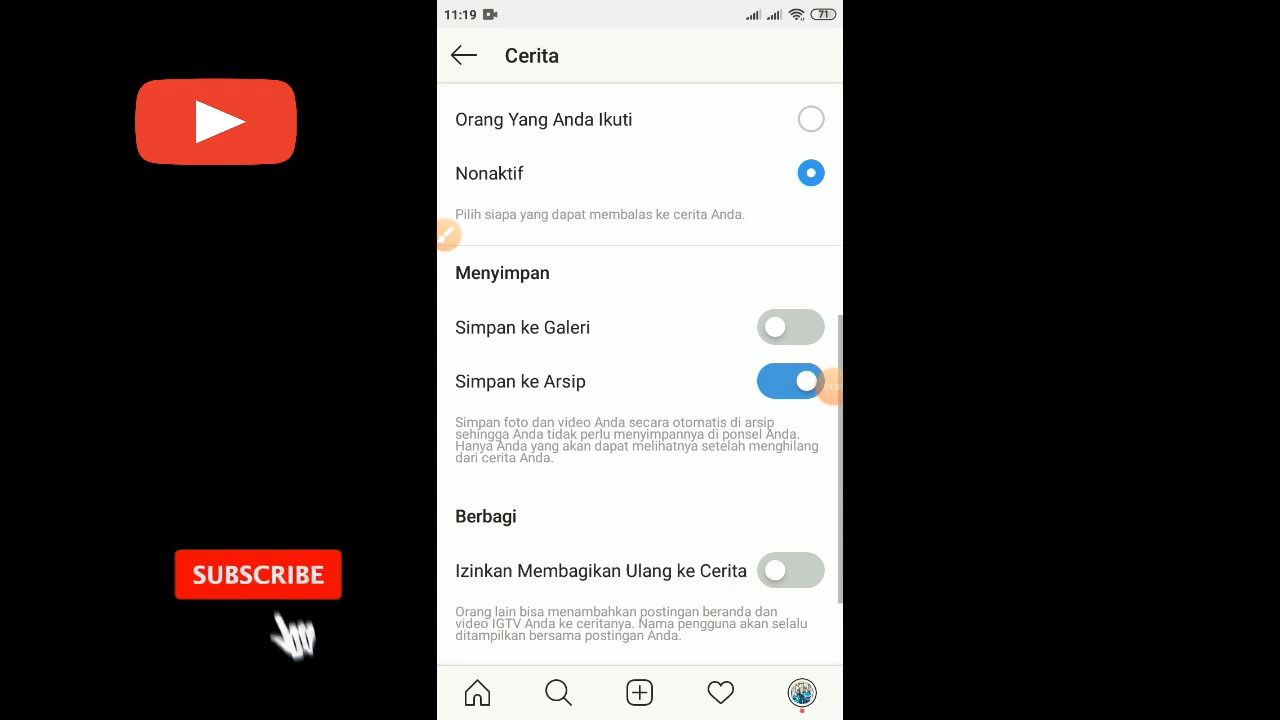 11:19
71
Cerita
Orang Yang Anda Ikuti
Nonaktif
Pilih siapa yang dapat membalas ke cerita Anda.
Menyimpan
Simpan ke Galeri
Simpan ke Arsip
Simpan foto dan video Anda secara otomatis di arsip
sehingga Anda tidak perlu menyimpannya di ponsel Anda.
Hanya Anda yang akan dapat melihatnya setelah menghilang
dari cerita Anda.
Berbagi
Izinkan Membagikan Ulang ke Cerita
Orang lain bisa menambahkan postingan beranda dan
video IGTV Anda ke ceritanya. Nama pengguna akan selalu
ditampilkan bersama postingan Anda.
SUBSCRIBE